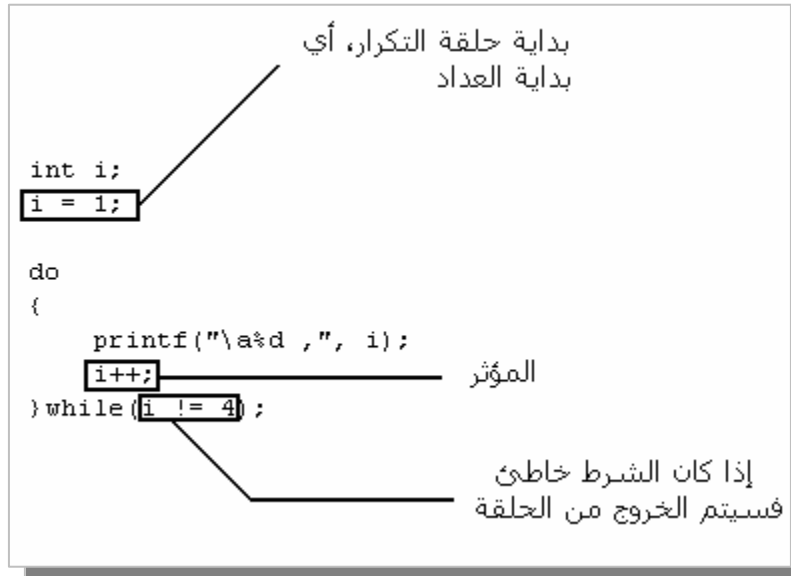 بداية حلقة التكرار، أي
بداية العداد
int i;
i = 1;
do
{
printf("\a%d ,", i);
i++;
المؤثر
}while(i != 4);
إذا كان الشرط خاطئ
فسيتم الخروج من الحلقة